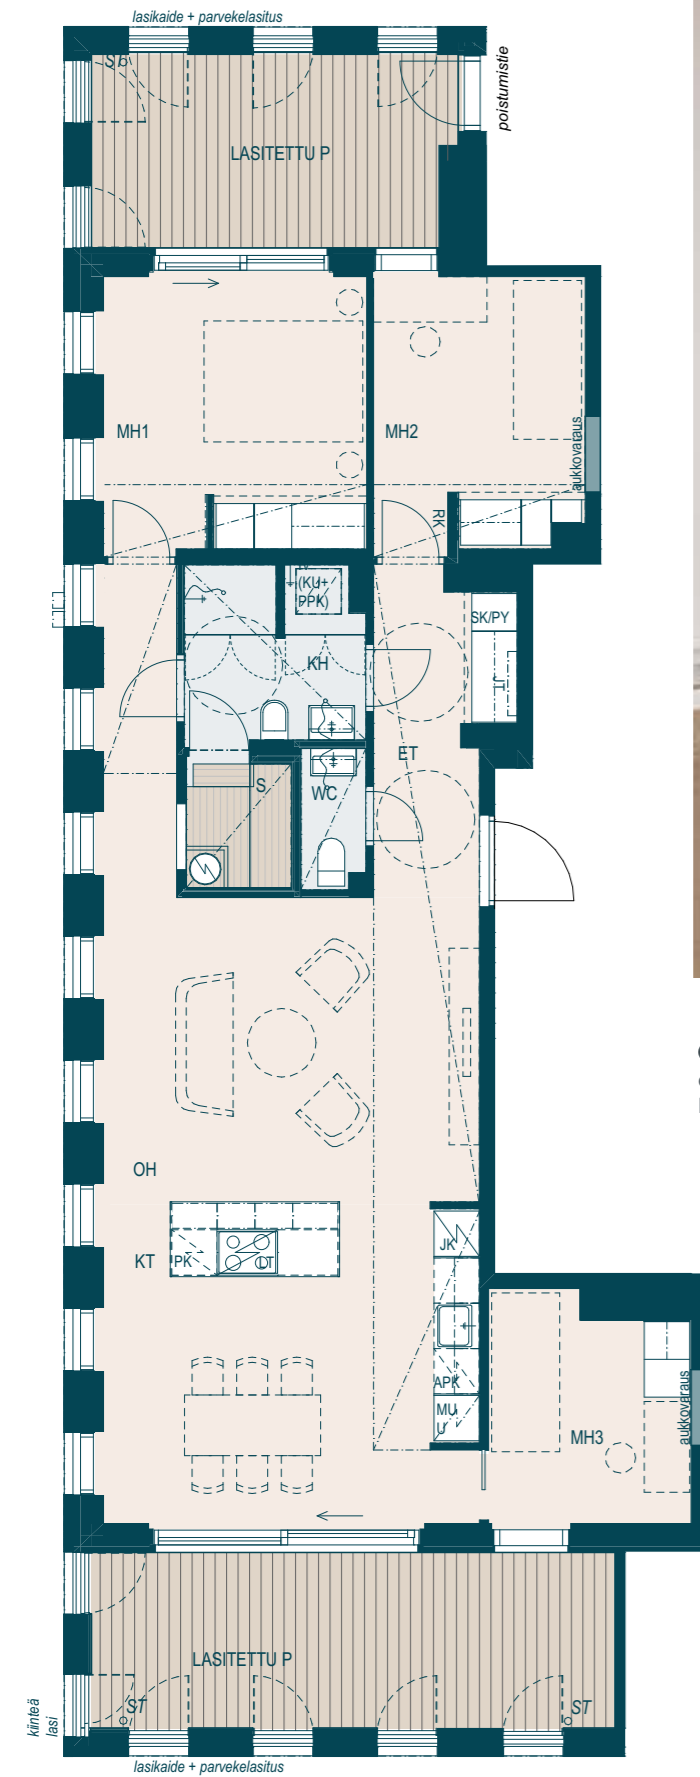 lasikaide + parvekelasitus
poistumistie
LASITETTU P
MH1
MH2
aukkovaraus
RK
(KU+
PPK)
SK/PY
KH
JT
ET
S
WC
OH
KT
PK
LT
JK
APK
MU
U
MH3
aukkovaraus
LASITETTU P
ST
ST
kiinteä
lasi
lasikaide + parvekelasitus